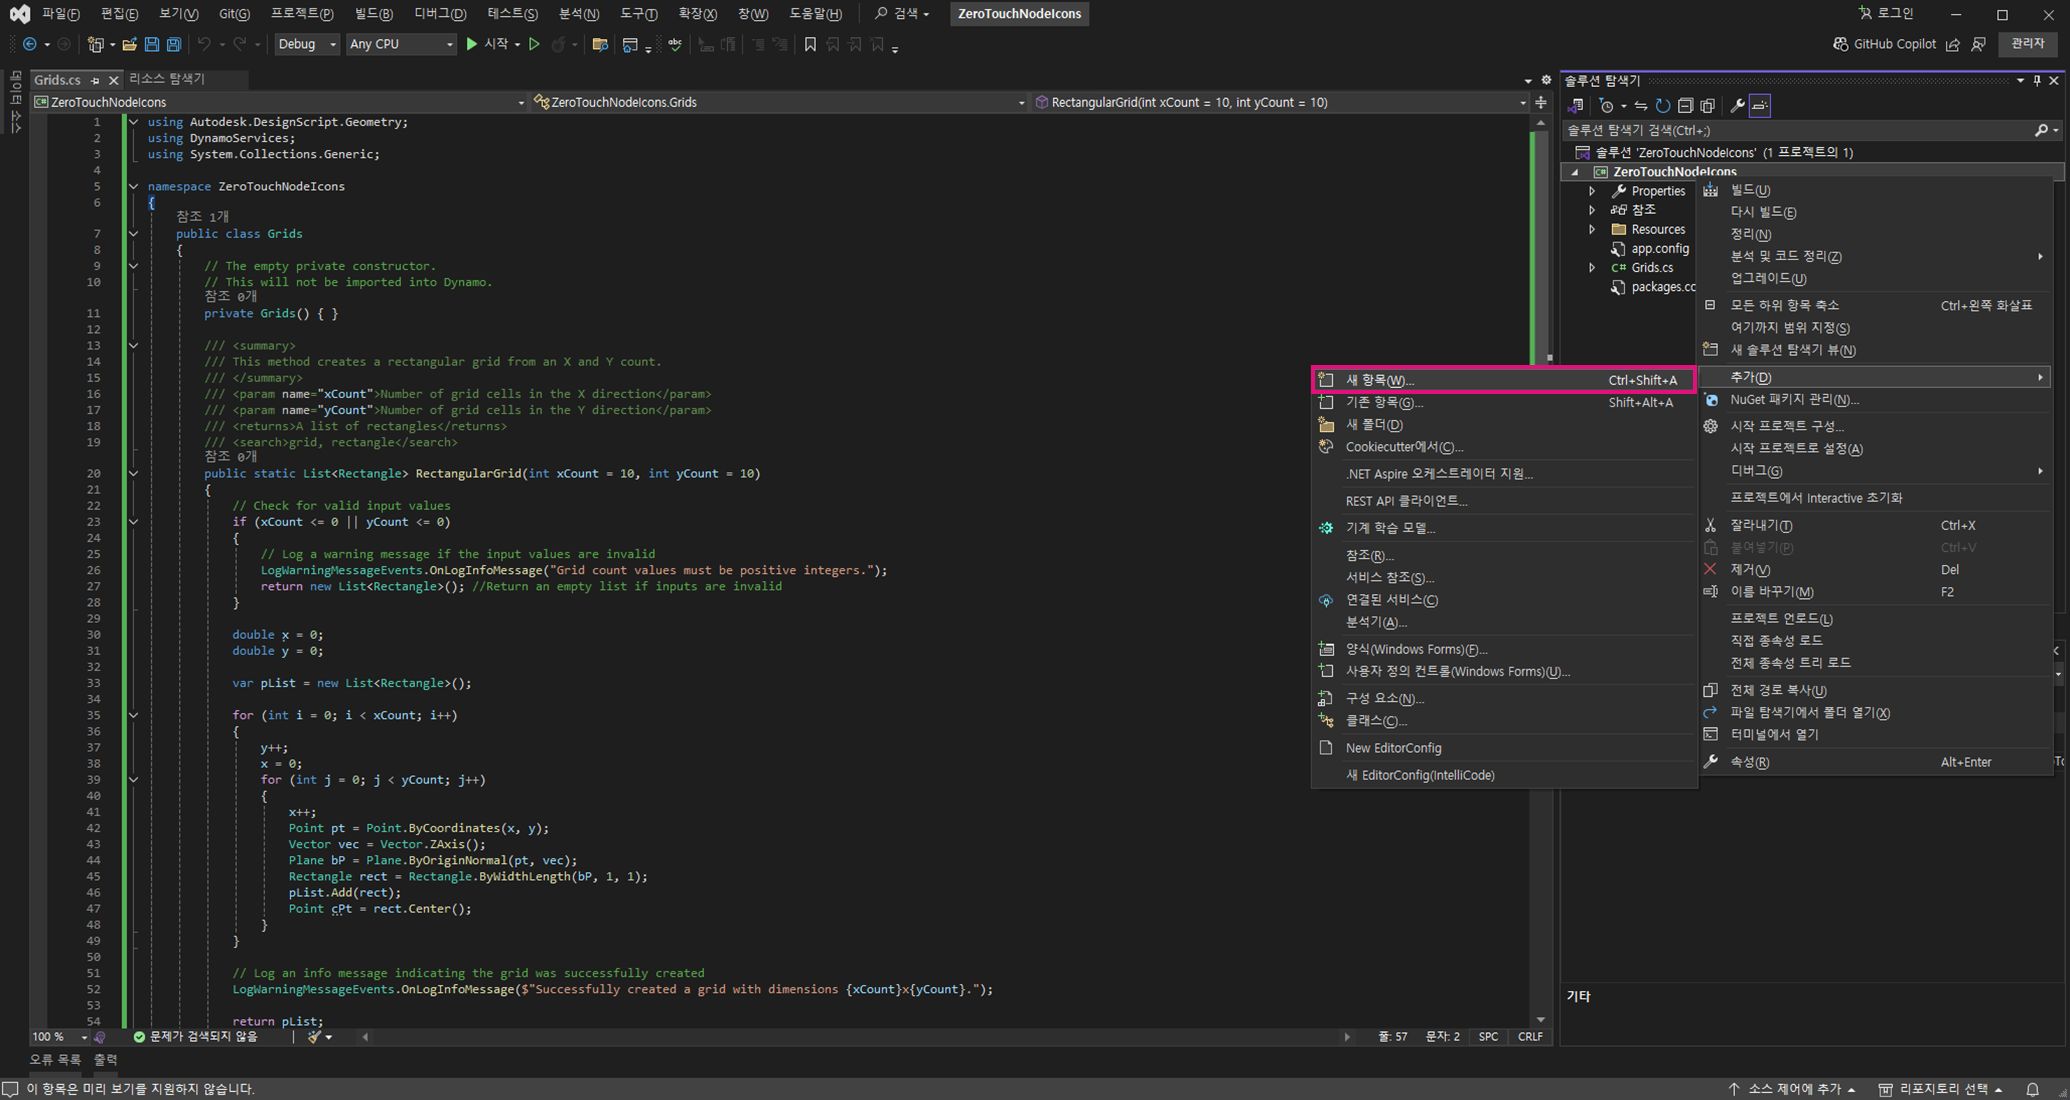 파일(F) 편집(E) 보기(V) Git(G) 프로젝트(P) 빌드(B) 디버그(D) 테스트(S) 분석(N) 도구(T) 확장(X) 창(W) 도움말(H) 검색 ZeroTouchNodeIcons 로그인
Debug Any CPU 시작 GitHub Copilot 관리자
데이터 소스
Grids.cs 리소스 탐색기
ZeroTouchNodeIcons ZeroTouchNodeIcons.Grids RectangularGrid(int xCount = 10, int yCount = 10)
1 using Autodesk.DesignScript.Geometry;
2 using DynamoServices;
3 using System.Collections.Generic;
4
5 namespace ZeroTouchNodeIcons
6 {
참조 1개
7 public class Grids
8 {
9 // The empty private constructor.
10 // This will not be imported into Dynamo.
참조 0개
11 private Grids() { }
12
13 /// <summary>
14 /// This method creates a rectangular grid from an X and Y count.
15 /// </summary>
16 /// <param name="xCount">Number of grid cells in the X direction</param>
17 /// <param name="yCount">Number of grid cells in the Y direction</param>
18 /// <returns>A list of rectangles</returns>
19 /// <search>grid, rectangle</search>
참조 0개
20 public static List<Rectangle> RectangularGrid(int xCount = 10, int yCount = 10)
21 {
22 // Check for valid input values
23 if (xCount <= 0 || yCount <= 0)
24 {
25 // Log a warning message if the input values are invalid
26 LogWarningMessageEvents.OnLogInfoMessage("Grid count values must be positive integers.");
27 return new List<Rectangle>(); //Return an empty list if inputs are invalid
28 }
29
30 double x = 0;
31 double y = 0;
32
33 var pList = new List<Rectangle>();
34
35 for (int i = 0; i < xCount; i++)
36 {
37 y++;
38 x = 0;
39 for (int j = 0; j < yCount; j++)
40 {
41 x++;
42 Point pt = Point.ByCoordinates(x, y);
43 Vector vec = Vector.ZAxis();
44 Plane bP = Plane.ByOriginNormal(pt, vec);
45 Rectangle rect = Rectangle.ByWidthLength(bP, 1, 1);
46 pList.Add(rect);
47 Point cPt = rect.Center();
48 }
49 }
50
51 // Log an info message indicating the grid was successfully created
52 LogWarningMessageEvents.OnLogInfoMessage($"Successfully created a grid with dimensions {xCount}x{yCount}.");
53
54 return pList;
100 % 문제가 검색되지 않음 줄: 57 문자: 2 SPC CRLF
오류 목록 출력
이 항목은 미리 보기를 지원하지 않습니다. 소스 제어에 추가 리포지토리 선택
솔루션 탐색기
솔루션 탐색기 검색(Ctrl+;)
솔루션 'ZeroTouchNodeIcons' (1 프로젝트의 1)
ZeroTouchNodeIcons
Properties
참조
Resources
app.config
Grids.cs
packages.co
빌드(U)
다시 빌드(E)
정리(N)
분석 및 코드 정리(Z)
업그레이드(U)
모든 하위 항목 축소 Ctrl+왼쪽 화살표
여기까지 범위 지정(S)
새 솔루션 탐색기 뷰(N)
추가(D)
NuGet 패키지 관리(N)...
시작 프로젝트 구성...
시작 프로젝트로 설정(A)
디버그(G)
프로젝트에서 Interactive 초기화
잘라내기(T) Ctrl+X
붙여넣기(P) Ctrl+V
제거(V) Del
이름 바꾸기(M) F2
프로젝트 언로드(L)
직접 종속성 로드
전체 종속성 트리 로드
전체 경로 복사(U)
파일 탐색기에서 폴더 열기(X)
터미널에서 열기
속성(R) Alt+Enter
새 항목(W)... Ctrl+Shift+A
기존 항목(G)... Shift+Alt+A
새 폴더(D)
Cookiecutter에서(C)...
.NET Aspire 오케스트레이터 지원...
REST API 클라이언트...
기계 학습 모델...
참조(R)...
서비스 참조(S)...
연결된 서비스(C)
분석기(A)...
양식(Windows Forms)(F)...
사용자 정의 컨트롤(Windows Forms)(U)...
구성 요소(N)...
클래스(C)...
New EditorConfig
새 EditorConfig(IntelliCode)
기타